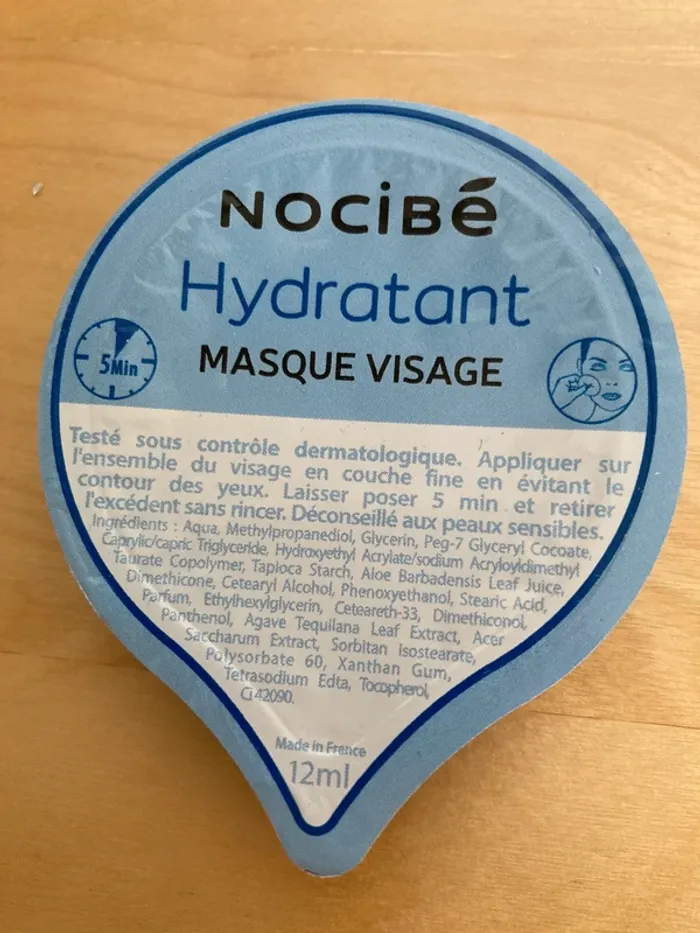 NOCiBé
Hydratant
5Min
MASQUE VISAGE
Testé sous contrôle dermatologique. Appliquer sur
l'ensemble du visage en couche fine en évitant le
contour des yeux. Laisser poser 5 min et retirer
l'excédent sans rincer. Déconseillé aux peaux sensibles.
Ingrédients : Aqua, Methylpropanediol, Glycerin, Peg-7 Glyceryl Cocoate,
Caprylic/capric Triglyceride, Hydroxyethyl Acrylate/sodium Acryloyldimethyl
Taurate Copolymer, Tapioca Starch, Aloe Barbadensis Leaf Juice,
Dimethicone, Cetearyl Alcohol, Phenoxyethanol, Stearic Acid,
Parfum, Ethylhexylglycerin, Ceteareth-33, Dimethiconol,
Panthenol, Agave Tequilana Leaf Extract, Acer
Saccharum Extract, Sorbitan Isostearate,
Polysorbate 60, Xanthan Gum,
Tetrasodium Edta, Tocopherol,
Ci 42090.
Made in France
12ml